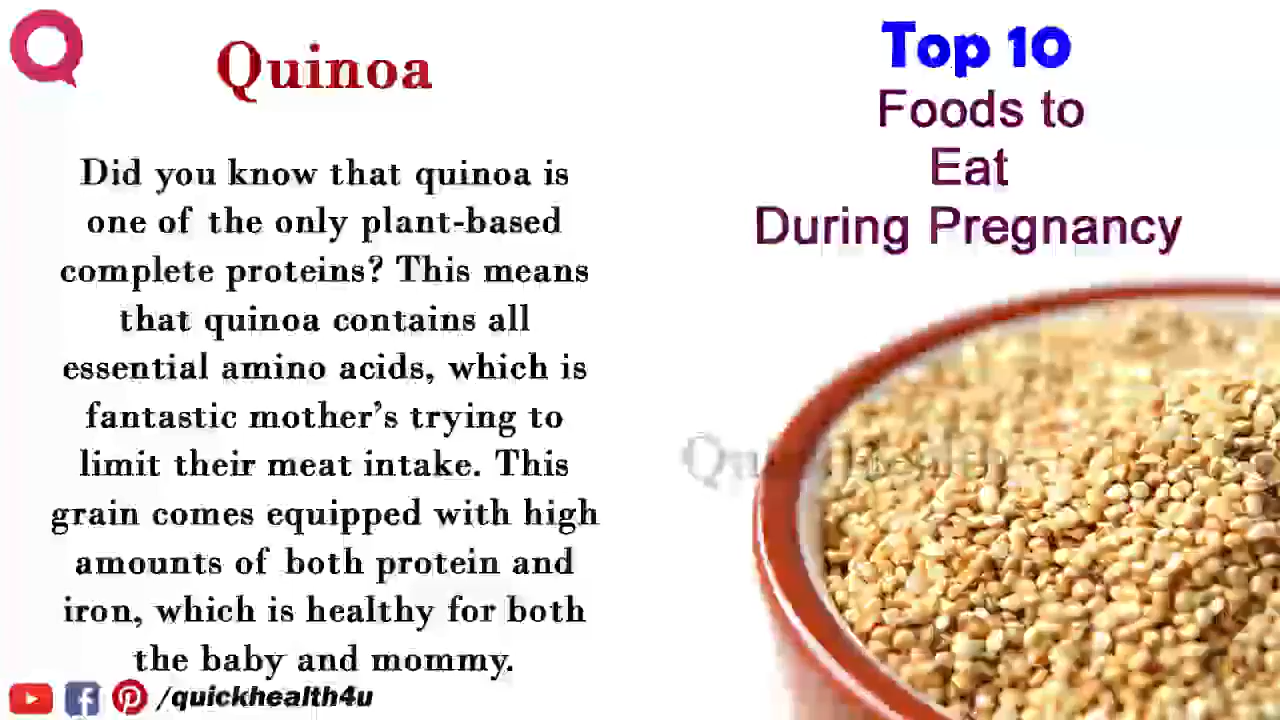 Quinoa
Did you know that quinoa is
one of the only plant-based
complete proteins? This means
that quinoa contains all
essential amino acids, which is
fantastic mother's trying to
limit their meat intake. This
grain comes equipped with high
amounts of both protein and
iron, which is healthy for both
the baby and mommy.
/quickhealth4u
Top 10
Foods to
Eat
During Pregnancy